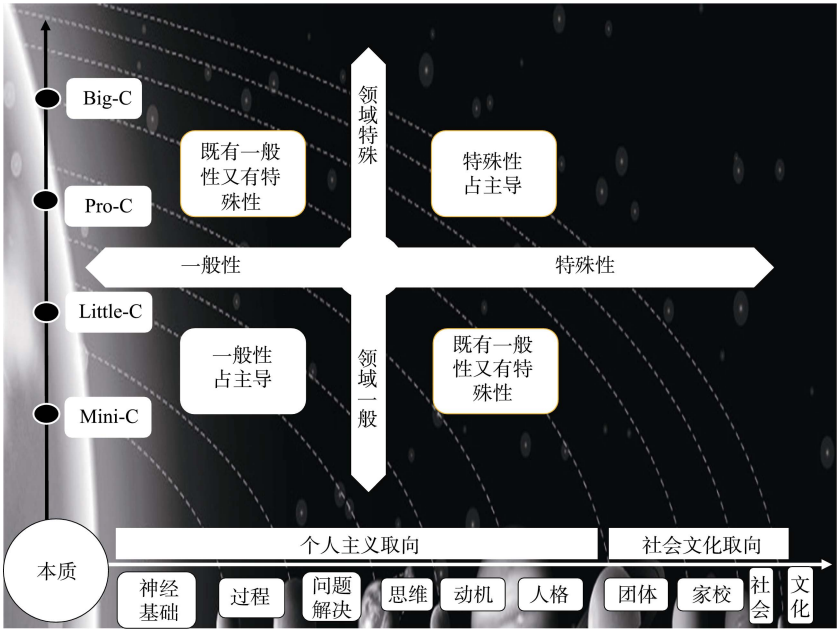 Big-C
Pro-C
Little-C
Mini-C
本质
领域特殊
既有一般
性又有特
殊性
特殊性
占主导
一般性
特殊性
一般性
占主导
领域一般
既有一般
性又有特
殊性
个人主义取向
社会文化取向
神经
基础
过程
问题
解决
思维
动机
人格
团体
家校
社会
文化